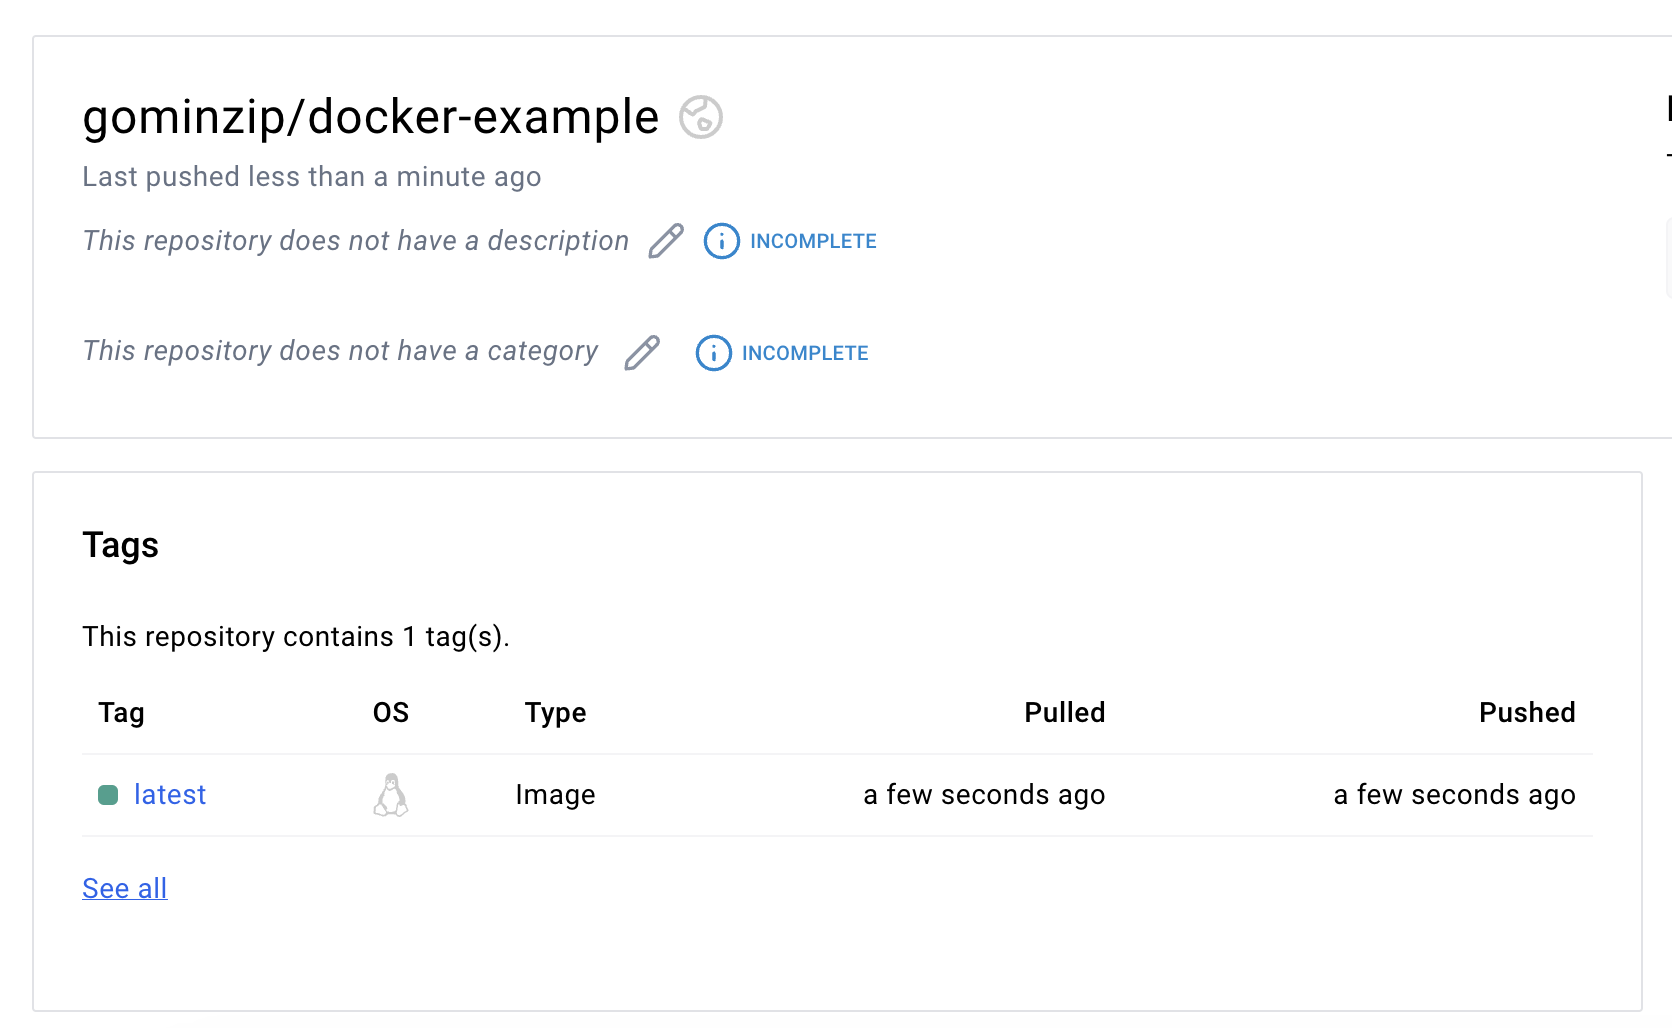 gominzip/docker-example
Last pushed less than a minute ago
This repository does not have a description INCOMPLETE
This repository does not have a category INCOMPLETE
Tags
This repository contains 1 tag(s).
Tag OS Type Pulled Pushed
latest Image a few seconds ago a few seconds ago
See all